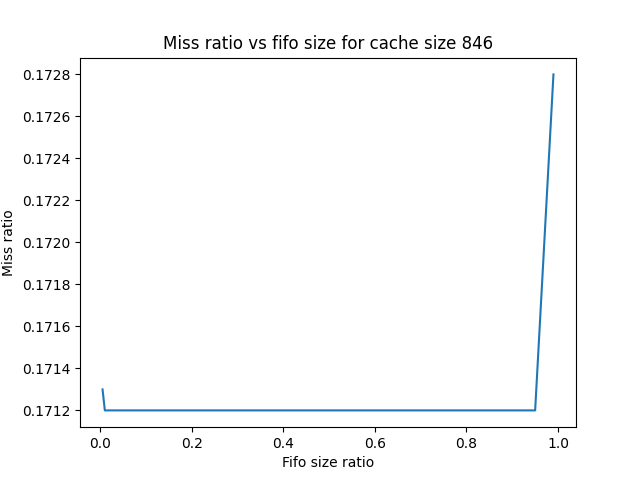 Miss ratio vs fifo size for cache size 846
0.1728
0.1726
0.1724
0.1722
0.1720
0.1718
0.1716
0.1714
0.1712
Miss ratio
0.0 0.2 0.4 0.6 0.8 1.0
Fifo size ratio